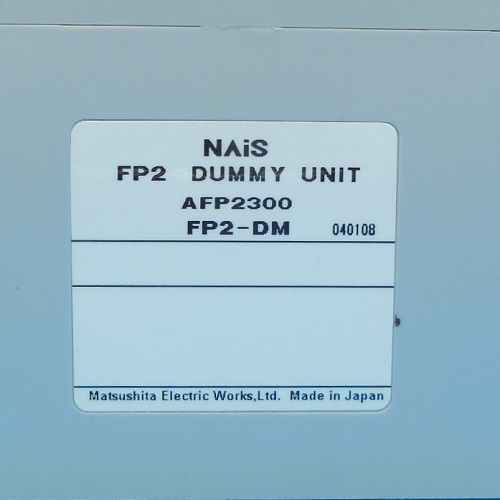 NAiS
FP2 DUMMY UNIT
AFP2300
FP2-DM 040108
Matsushita Electric Works,Ltd. Made in Japan